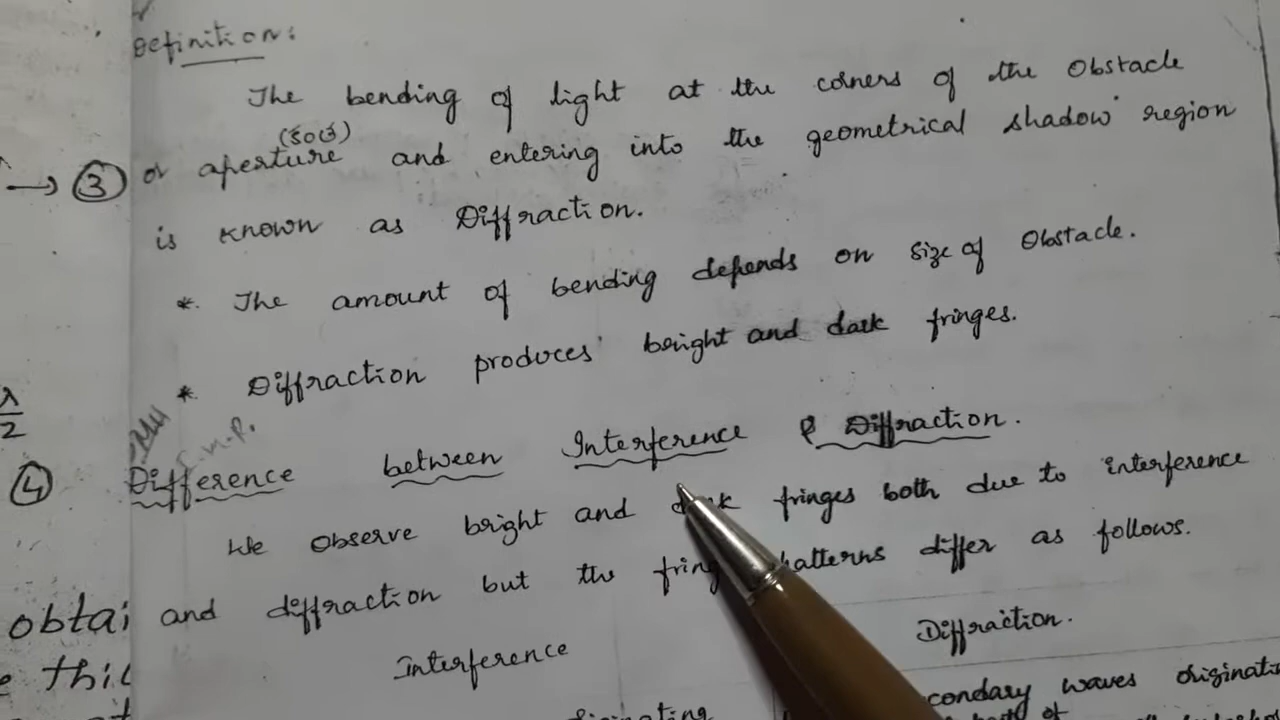 Definition:
The bending of light at the corners of the Obstacle
(రంధ్ర)
→ ③ or aperture and entering into the geometrical shadow region
is known as Diffraction.
*. The amount of bending depends on size of Obstacle.
*. Diffraction produces bright and dark fringes.
λ
2
④ Difference between Interference & Diffraction.
We observe bright and dark fringes both due to interference
obtai and diffraction but the fringe patterns differ as follows.
Interference
Diffraction.
condary waves originati